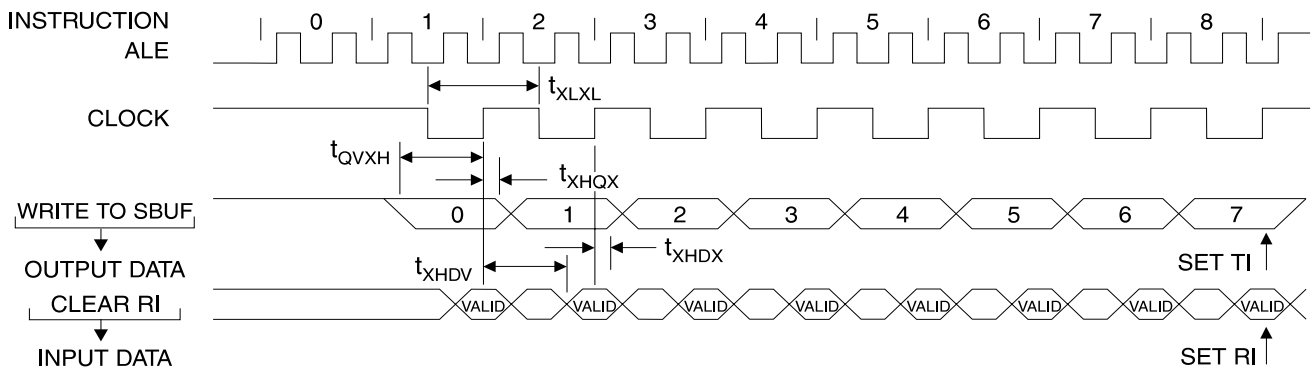 INSTRUCTION 0 1 2 3 4 5 6 7 8
ALE
tXLXL
CLOCK
tQVXH
tXHQX
WRITE TO SBUF 0 1 2 3 4 5 6 7
tXHDX
OUTPUT DATA SET TI
tXHDV
CLEAR RI VALID VALID VALID VALID VALID VALID VALID VALID
INPUT DATA SET RI